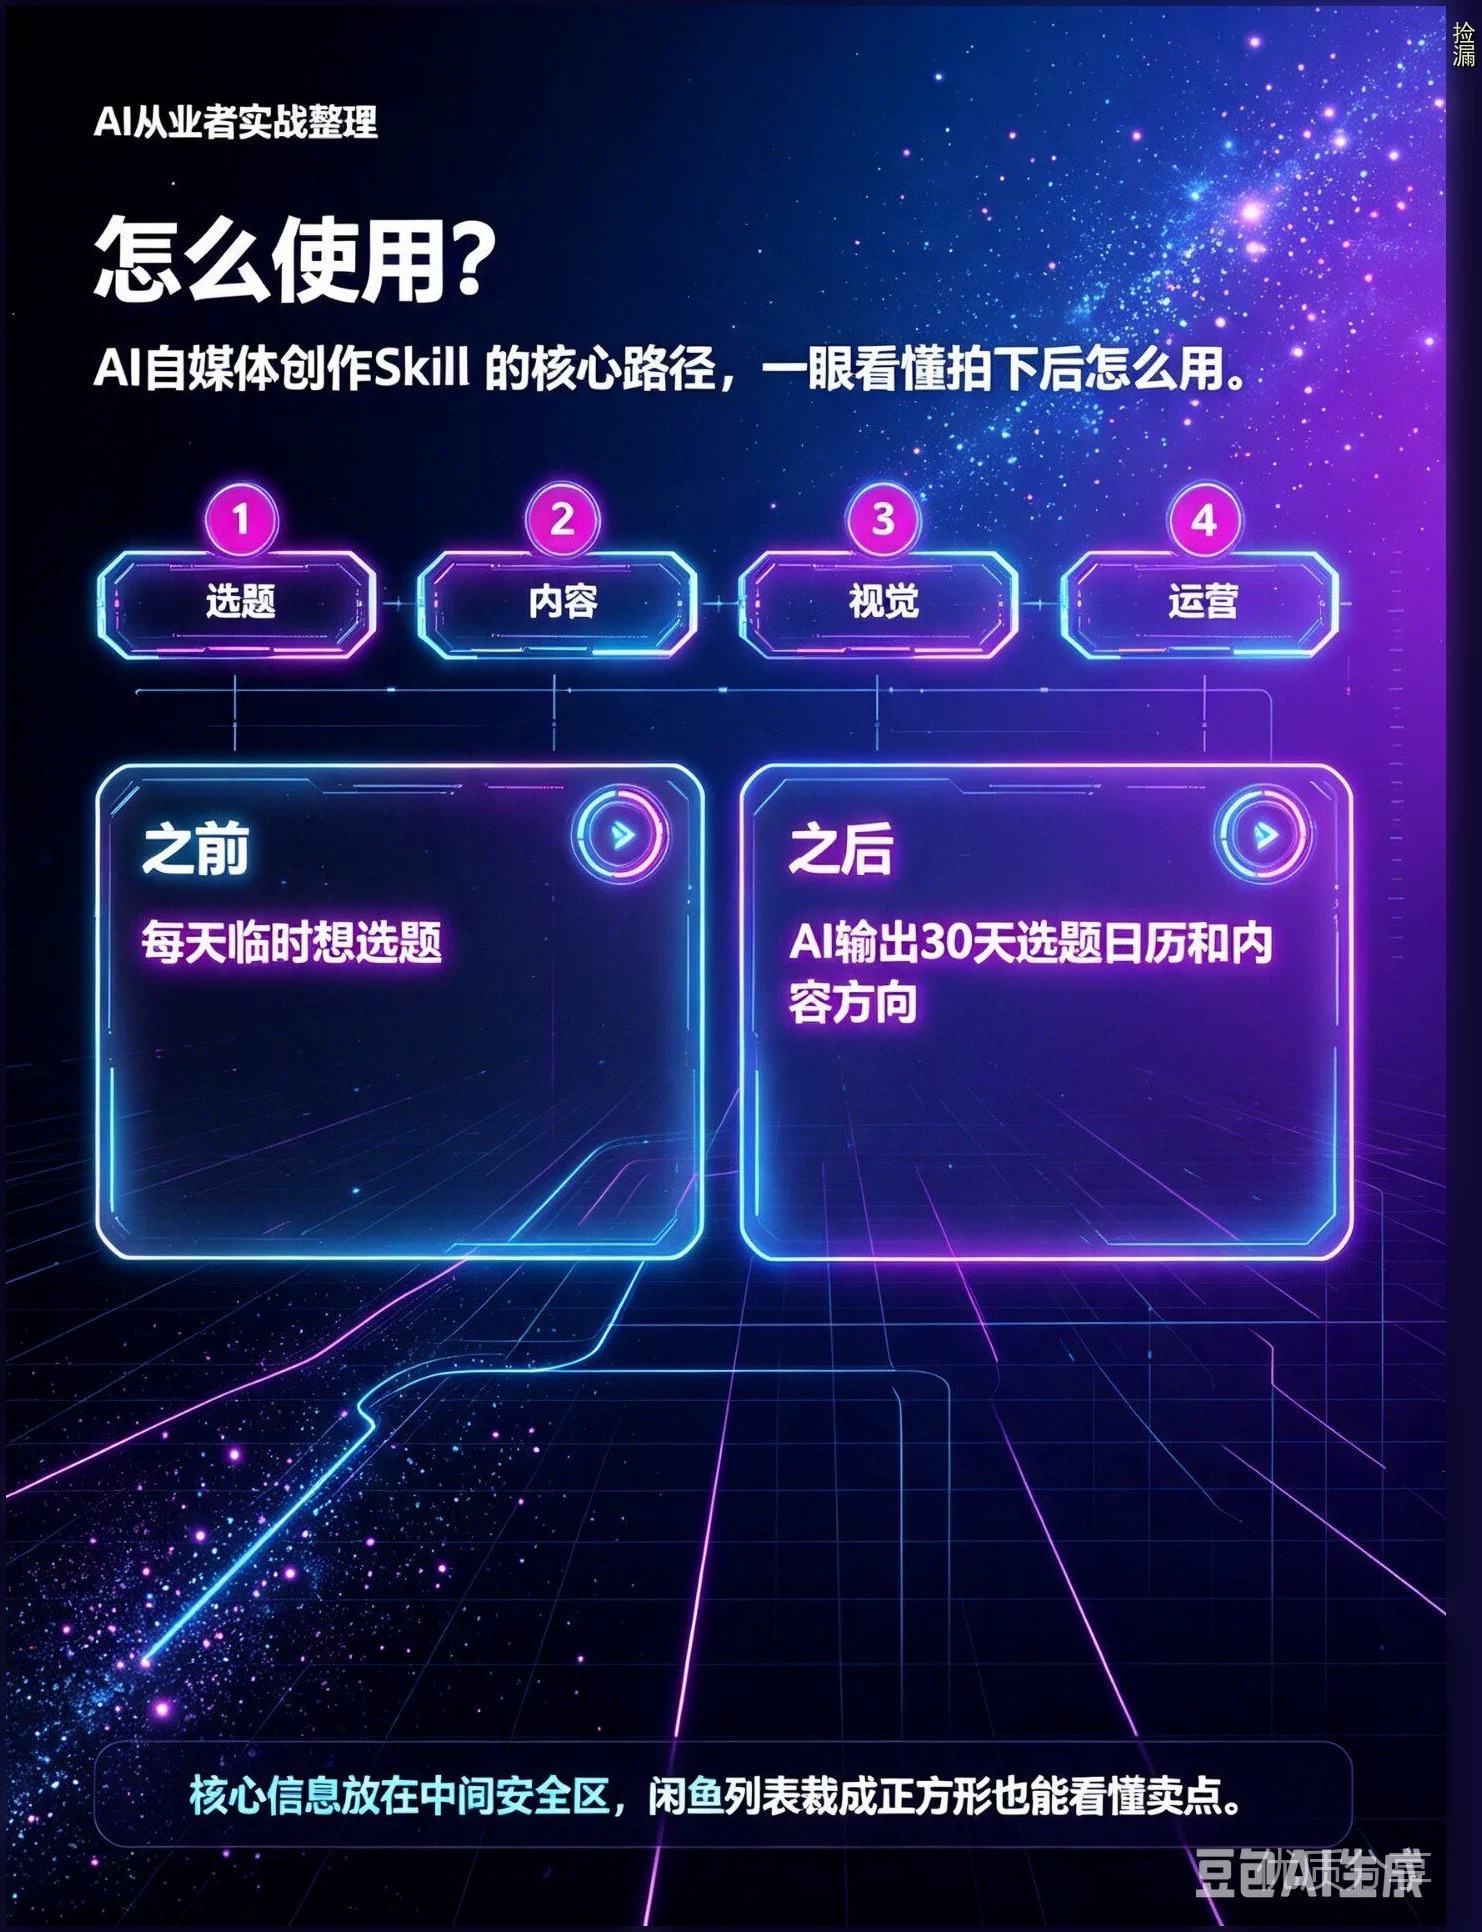 捡漏
AI从业者实战整理
怎么使用?
AI自媒体创作Skill 的核心路径，一眼看懂拍下后怎么用。
1
2
3
4
选题
内容
视觉
运营
之前
每天临时想选题
之后
AI输出30天选题日历和内
容方向
核心信息放在中间安全区，闲鱼列表裁成正方形也能看懂卖点。
豆包AI生成